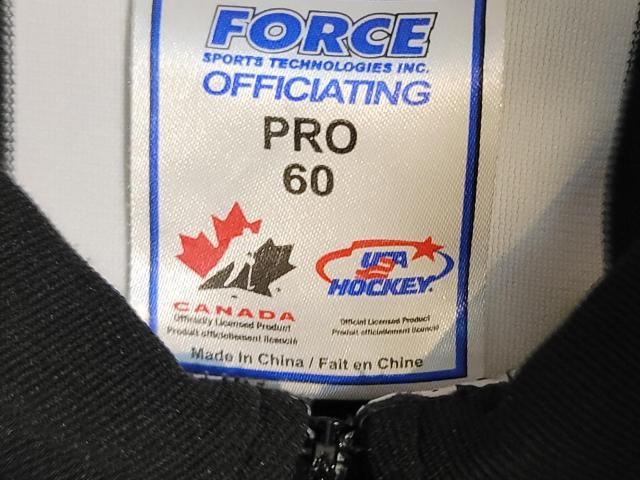 FORCE
SPORTS TECHNOLOGIES INC.
OFFICIATING
PRO
60
CANADA
Officially Licensed Product
Produit officiellement licencié
USA
HOCKEY
Official Licensed Product
Produit officiellement licencié
Made In China / Fait en Chine